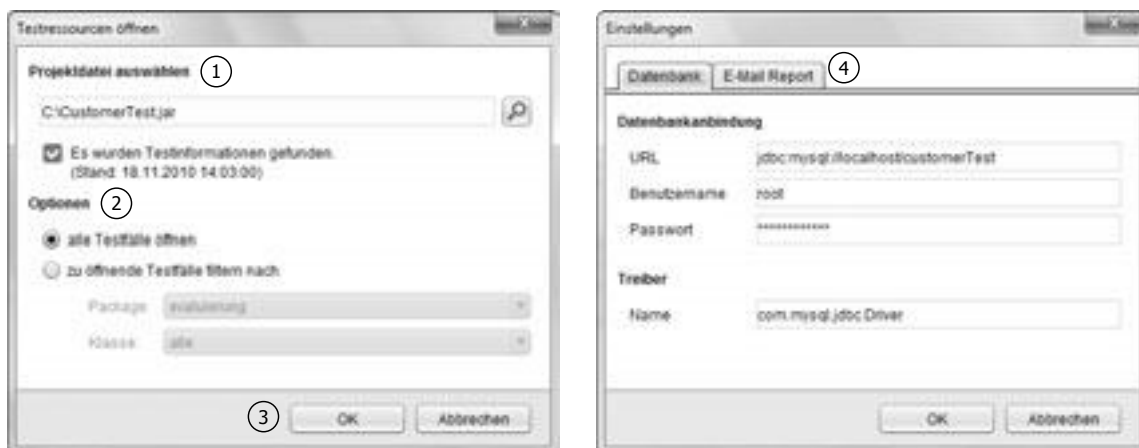 Testressourcen öffnen
Projektdatei auswählen 1
C:\CustomerTest.jar
Es wurden Testinformationen gefunden.
(Stand: 18.11.2010 14:03:00)
Optionen 2
alle Testfälle öffnen
zu öffnende Testfälle filtern nach
Package evaluierung
Klasse alle
3 OK Abbrechen
Einstellungen
Datenbank E-Mail Report 4
Datenbankanbindung
URL jdbc:mysql://localhost/customerTest
Benutzername root
Passwort *************
Treiber
Name com.mysql.jdbc.Driver
OK Abbrechen